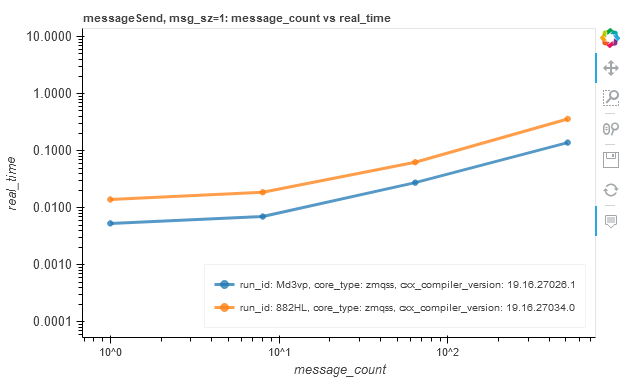 messageSend, msg_sz=1: message_count vs real_time
10.0000
1.0000
0.1000
0.0100
0.0010
0.0001
real_time
run_id: Md3vp, core_type: zmqss, cxx_compiler_version: 19.16.27026.1
run_id: 882HL, core_type: zmqss, cxx_compiler_version: 19.16.27034.0
10^0 10^1 10^2
message_count